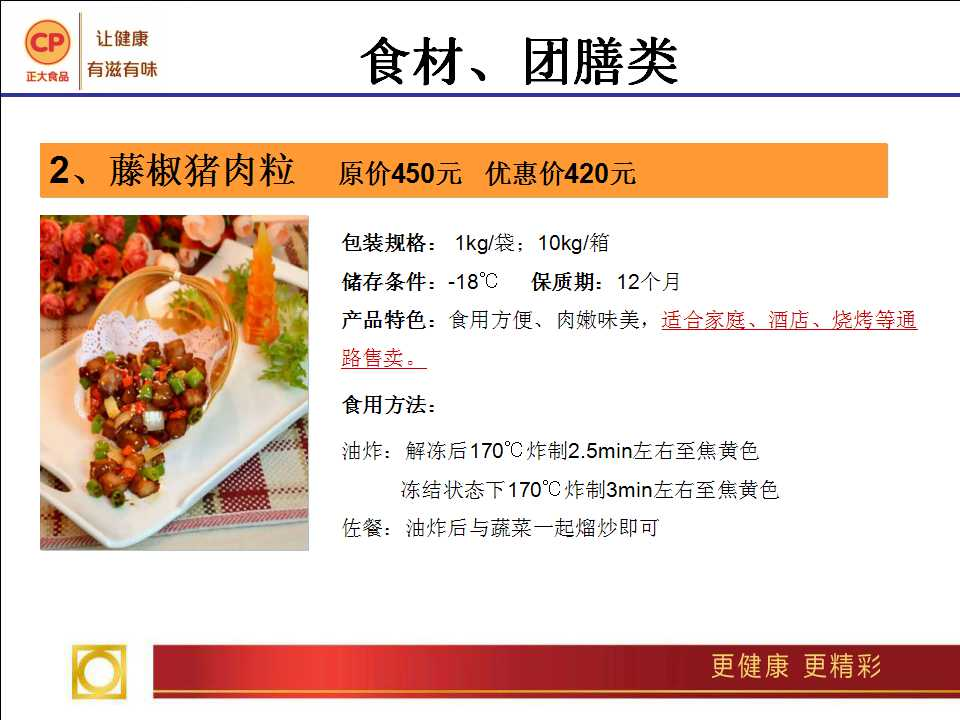 CP
正大食品
让健康
有滋有味
食材、团膳类
2、藤椒猪肉粒 原价450元 优惠价420元
包装规格： 1kg/袋；10kg/箱
储存条件：-18℃ 保质期：12个月
产品特色：食用方便、肉嫩味美，适合家庭、酒店、烧烤等通
路售卖。
食用方法：
油炸：解冻后170℃炸制2.5min左右至焦黄色
冻结状态下170℃炸制3min左右至焦黄色
佐餐：油炸后与蔬菜一起熘炒即可
更健康 更精彩